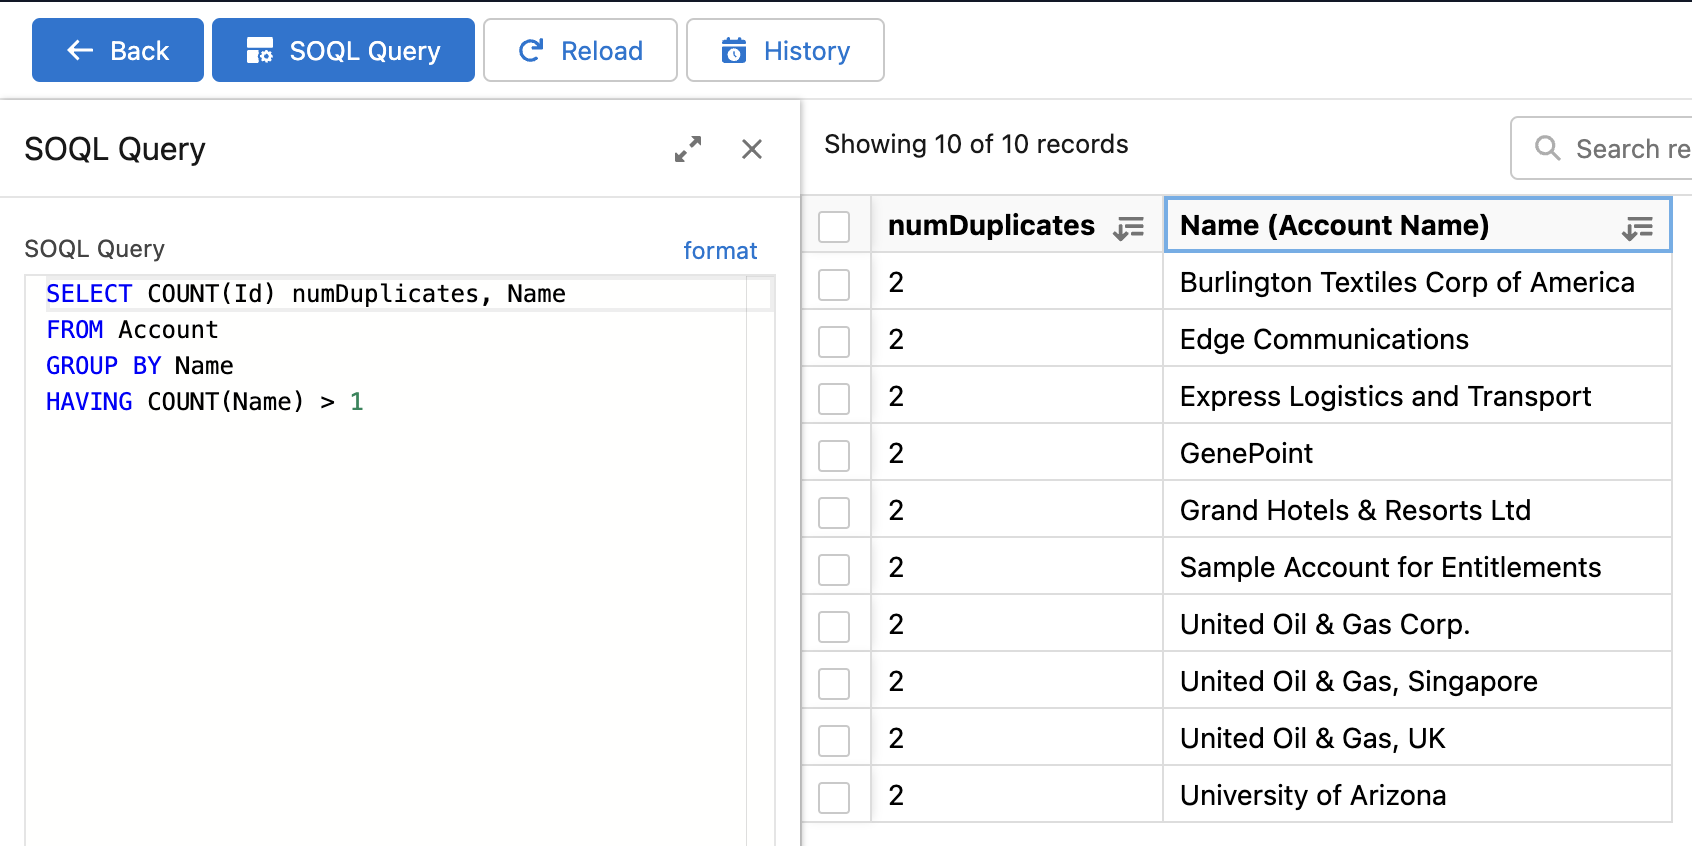 Back
SOQL Query
Reload
History
SOQL Query
SOQL Query
format
SELECT COUNT(Id) numDuplicates, Name
FROM Account
GROUP BY Name
HAVING COUNT(Name) > 1
Showing 10 of 10 records
Search re
numDuplicates Name (Account Name)
2 Burlington Textiles Corp of America
2 Edge Communications
2 Express Logistics and Transport
2 GenePoint
2 Grand Hotels & Resorts Ltd
2 Sample Account for Entitlements
2 United Oil & Gas Corp.
2 United Oil & Gas, Singapore
2 United Oil & Gas, UK
2 University of Arizona